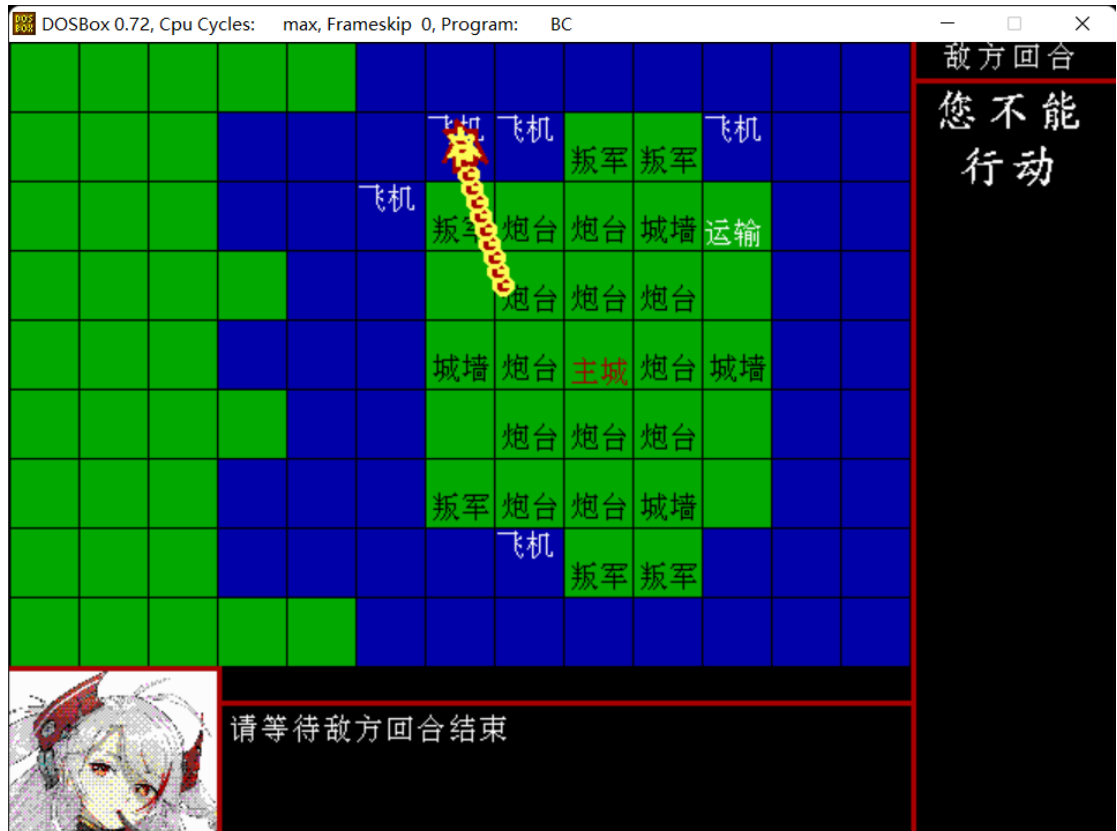 DOSBox 0.72, Cpu Cycles: max, Frameskip 0, Program: BC
敌方回合
您不能
行动
飞机 飞机 飞机
叛军 叛军
飞机
叛军 炮台 炮台 城墙 运输
炮台 炮台 炮台
城墙 炮台 主城 炮台 城墙
炮台 炮台 炮台
叛军 炮台 炮台 城墙
飞机
叛军 叛军
请等待敌方回合结束